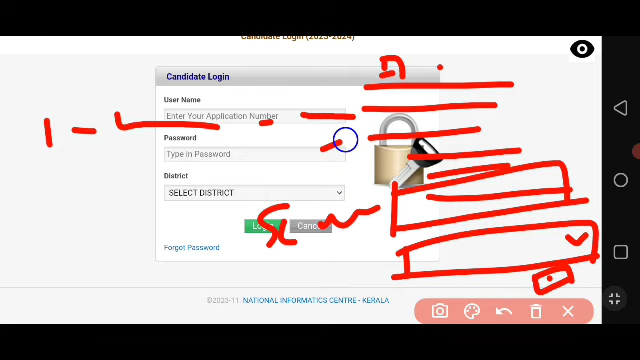 Candidate Login (2023-2024)
Candidate Login
User Name
Enter Your Application Number
Password
Type in Password
District
SELECT DISTRICT
Forgot Password
©2023-11. NATIONAL INFORMATICS CENTRE - KERALA